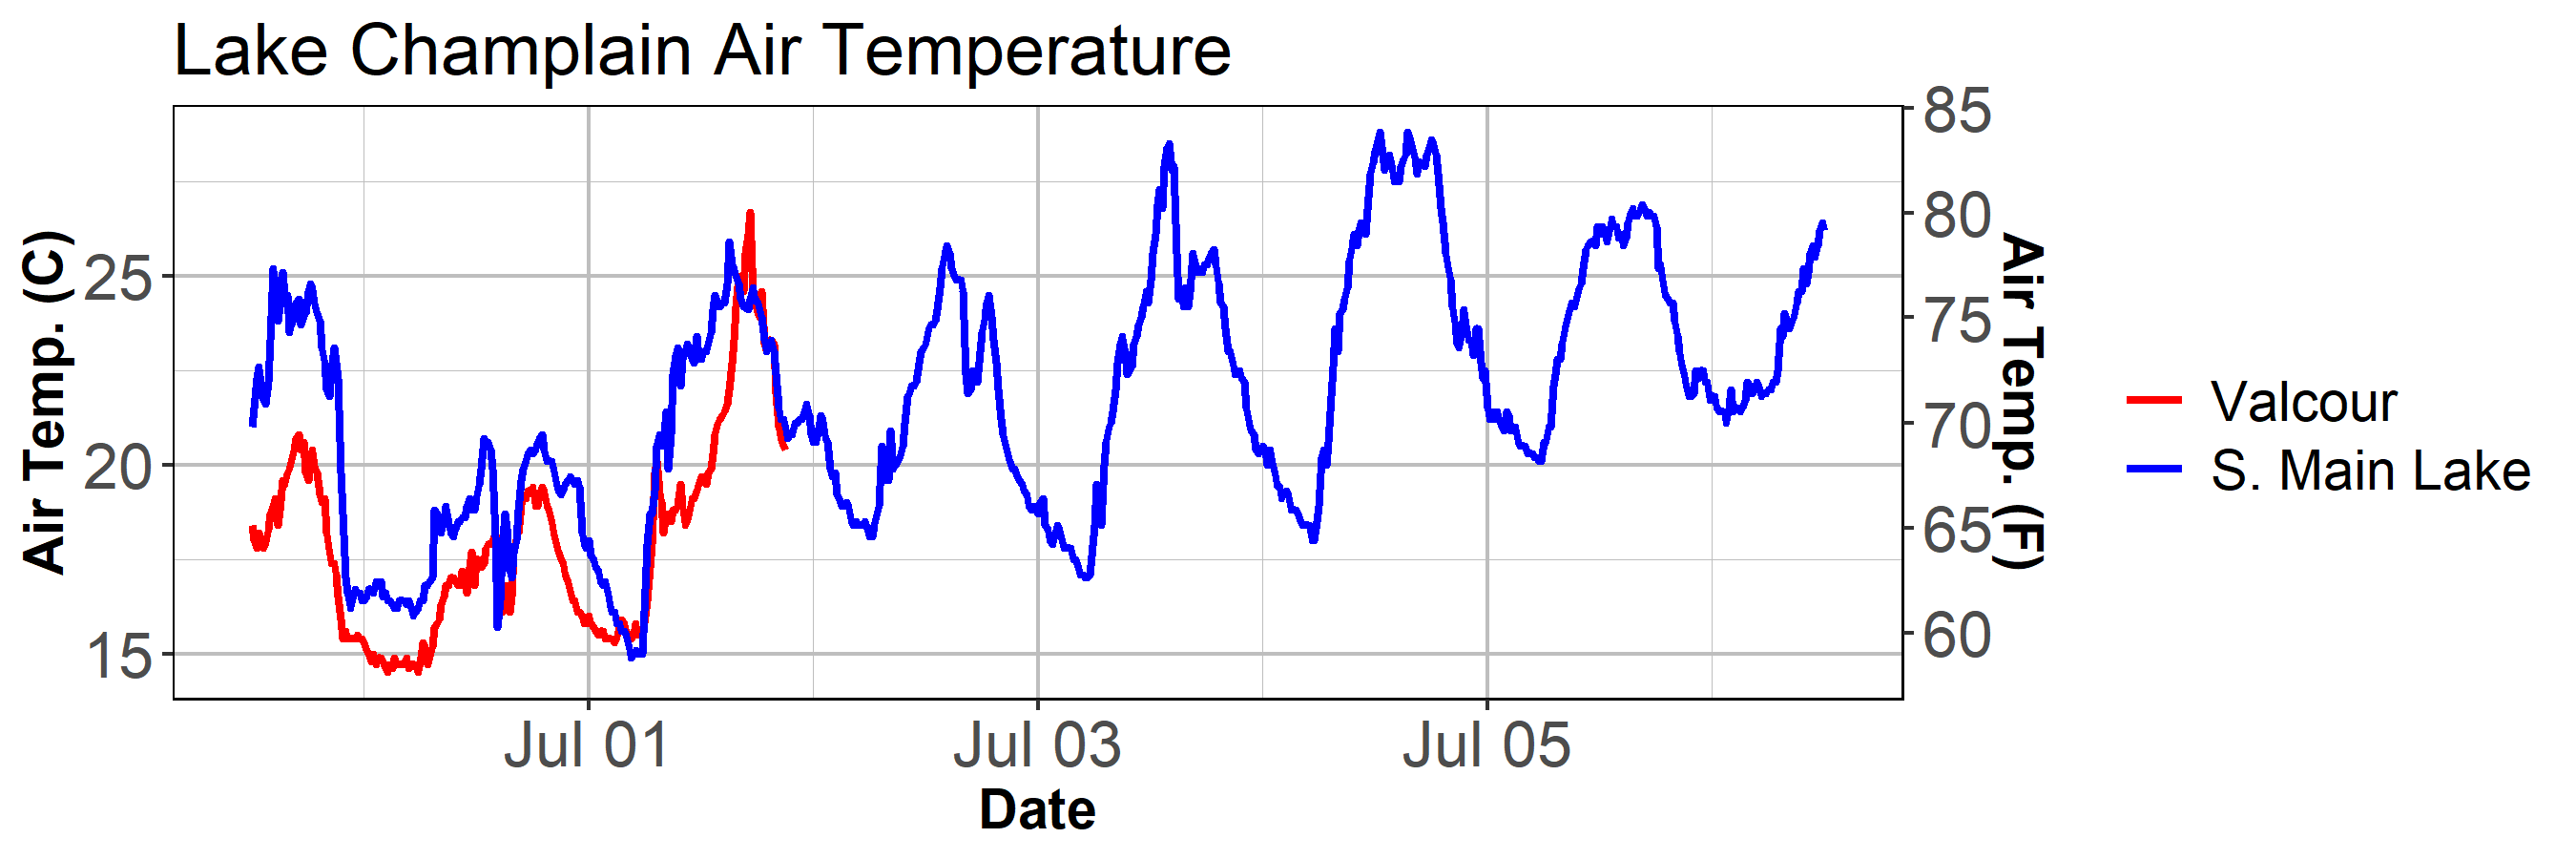 Lake Champlain Air Temperature
Air Temp. (C)
25
20
15
85
80
75
70
65
60
Air Temp. (F)
Jul 01
Jul 03
Jul 05
Date
Valcour
S. Main Lake